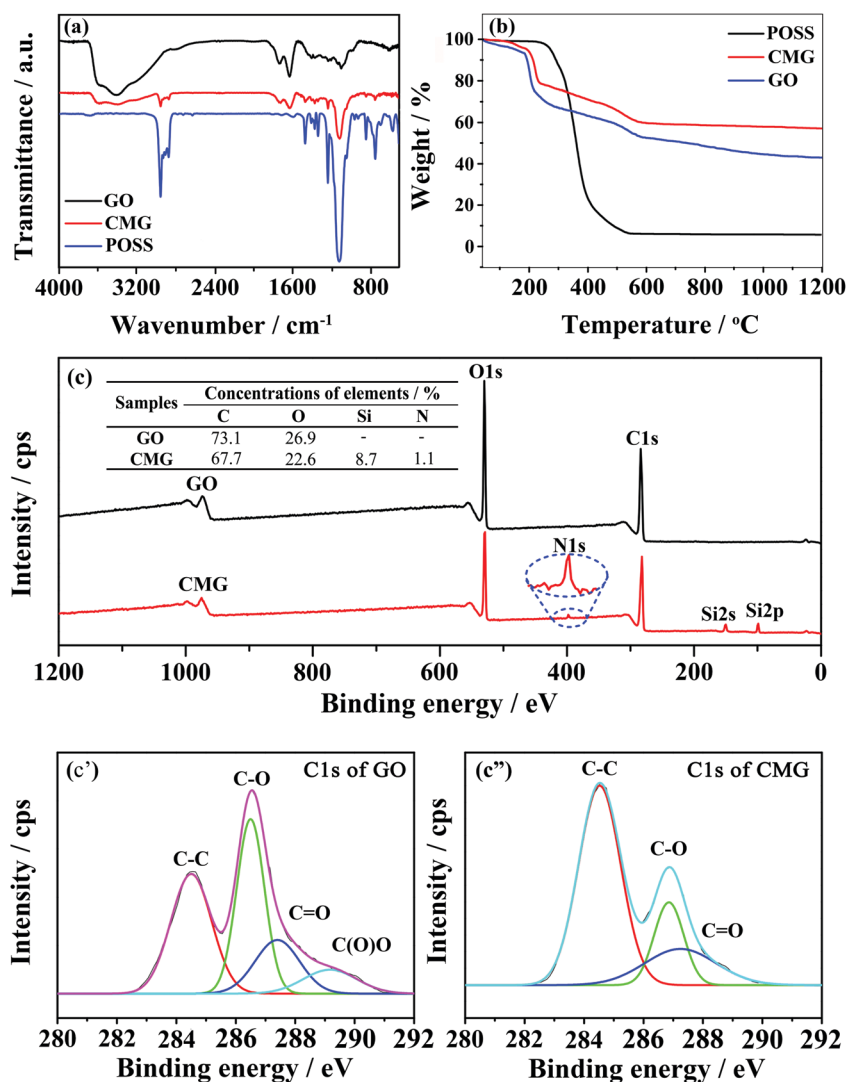 (a)
GO
CMG
POSS
Transmittance / a.u.
4000 3200 2400 1600 800
Wavenumber / cm⁻¹
(b)
POSS
CMG
GO
Weight / %
100
80
60
40
20
0
200 400 600 800 1000 1200
Temperature / °C
(c)
Samples Concentrations of elements / %
C O Si N
GO 73.1 26.9 - -
CMG 67.7 22.6 8.7 1.1
O1s
C1s
GO
N1s
CMG
Si2s Si2p
Intensity / cps
1200 1000 800 600 400 200 0
Binding energy / eV
(c’) C1s of GO
C-O
C-C
C=O
C(O)O
Intensity / cps
280 282 284 286 288 290 292
Binding energy / eV
(c”) C1s of CMG
C-C
C-O
C=O
Intensity / cps
280 282 284 286 288 290 292
Binding energy / eV